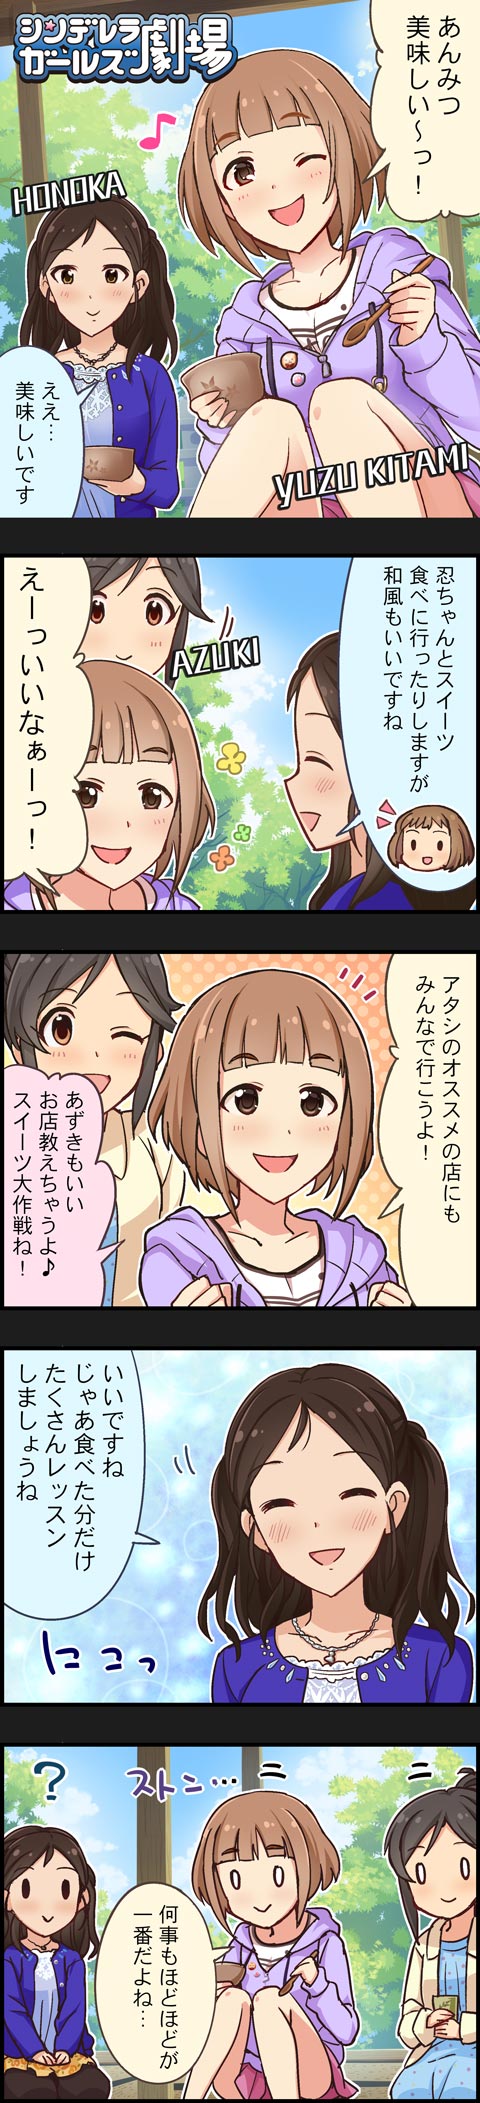 シンデレラ
ガールズ劇場
あんみつ
美味しい～っ！
♪
HONOKA
ええ…
美味しいです
YUZU KITAMI
忍ちゃんとスイーツ
食べに行ったりしますが
和風もいいですね
AZUKI
えーっいいなぁーっ！
アタシのオススメの店にも
みんなで行こうよ！
あずきもいい
お店教えちゃうよ♪
スイーツ大作戦ね！
いいですね
じゃあ食べた分だけ
たくさんレッスン
しましょうね
にこっ
ストン…
？
何事もほどほどが
一番だよね…